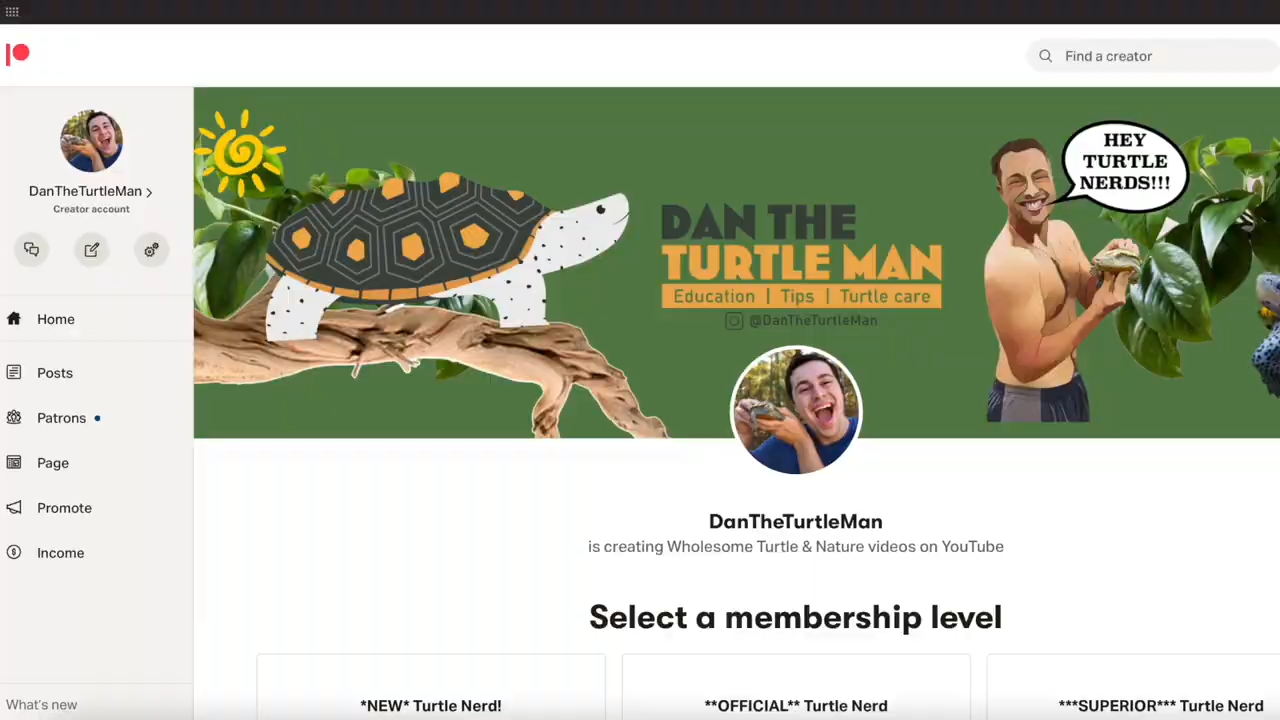 Find a creator
DanTheTurtleMan
Creator account
Home
Posts
Patrons
Page
Promote
Income
What's new
HEY
TURTLE
NERDS!!!
DAN THE
TURTLE MAN
Education | Tips | Turtle care
@DanTheTurtleMan
DanTheTurtleMan
is creating Wholesome Turtle & Nature videos on YouTube
Select a membership level
*NEW* Turtle Nerd!
**OFFICIAL** Turtle Nerd
***SUPERIOR*** Turtle Nerd